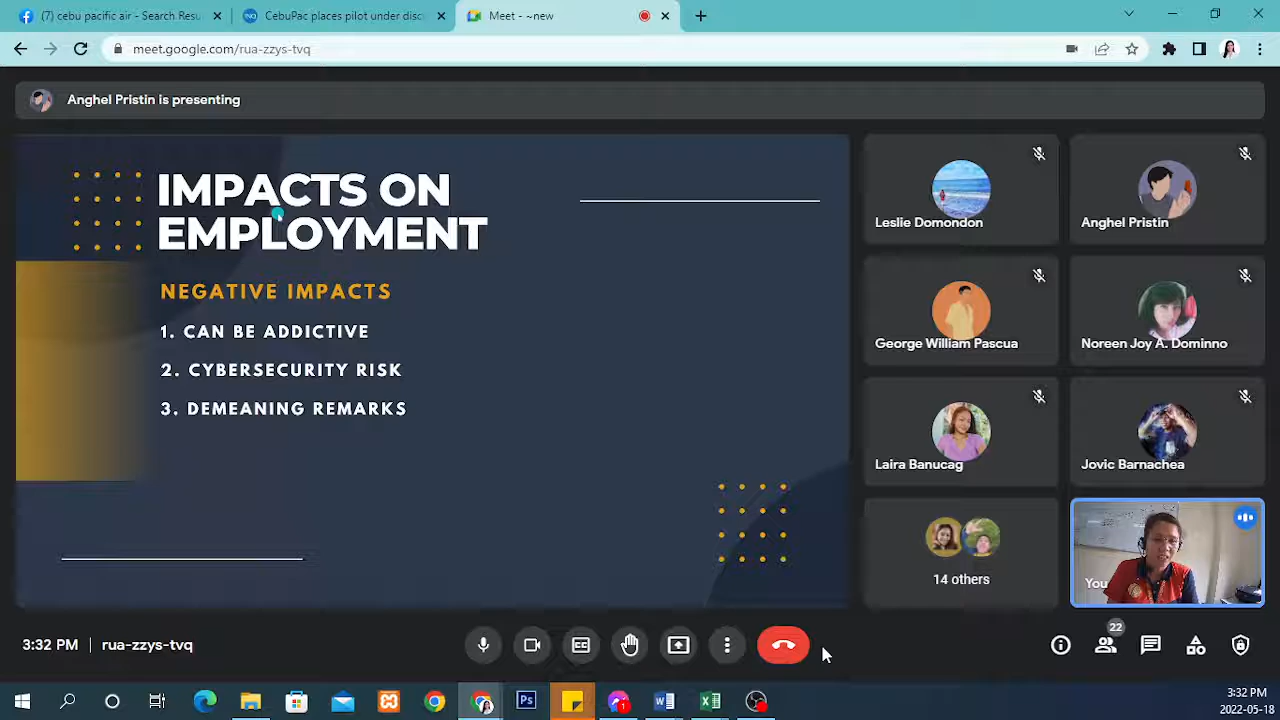 (7) cebu pacific air - Search Resu
CebuPac places pilot under disc
Meet - ~new
meet.google.com/rua-zzys-tvq
Anghel Pristin is presenting
IMPACTS ON
EMPLOYMENT
NEGATIVE IMPACTS
1. CAN BE ADDICTIVE
2. CYBERSECURITY RISK
3. DEMEANING REMARKS
Leslie Domondon
Anghel Pristin
George William Pascua
Noreen Joy A. Dominno
Laira Banucag
Jovic Barnachea
14 others
You
3:32 PM
rua-zzys-tvq
22
Ps
1
3:32 PM
2022-05-18